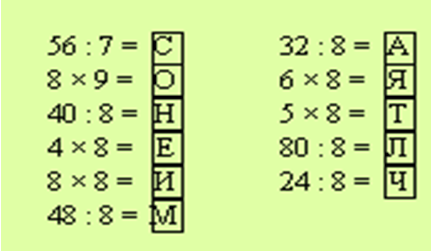 56 : 7 = С
8 × 9 = О
40 : 8 = Н
4 × 8 = Е
8 × 8 = И
48 : 8 = М
32 : 8 = А
6 × 8 = Я
5 × 8 = Т
80 : 8 = Л
24 : 8 = Ч